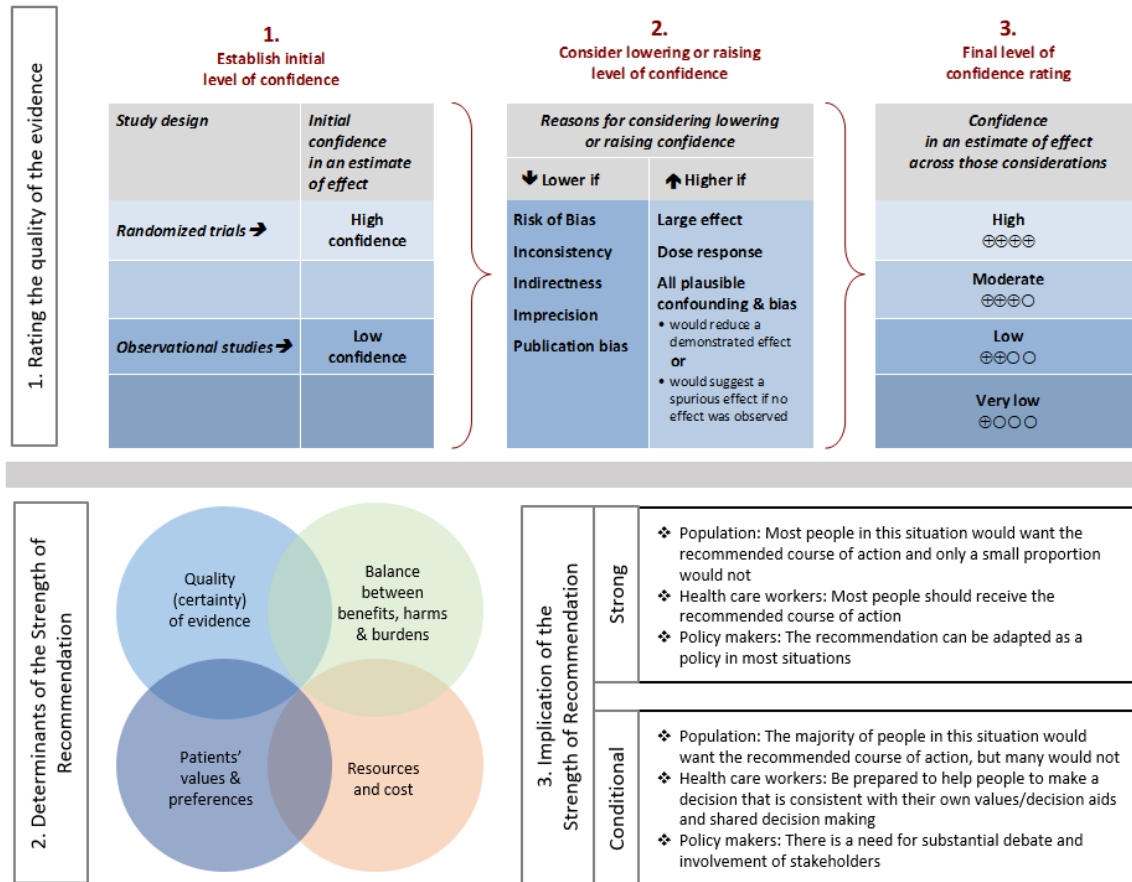 1. Rating the quality of the evidence
1.
Establish initial
level of confidence
2.
Consider lowering or raising
level of confidence
3.
Final level of
confidence rating
Study design
Initial
confidence
in an estimate
of effect
Randomized trials ➔
High
confidence
Observational studies ➔
Low
confidence
Reasons for considering lowering
or raising confidence
🡇 Lower if
🡅 Higher if
Risk of Bias
Inconsistency
Indirectness
Imprecision
Publication bias
Large effect
Dose response
All plausible
confounding & bias
• would reduce a
demonstrated effect
or
• would suggest a
spurious effect if no
effect was observed
Confidence
in an estimate of effect
across those considerations
High
⊕⊕⊕⊕
Moderate
⊕⊕⊕○
Low
⊕⊕○○
Very low
⊕○○○
2. Determinants of the Strength of
Recommendation
Quality
(certainty)
of evidence
Balance
between
benefits, harms
& burdens
Patients’
values &
preferences
Resources
and cost
3. Implication of the
Strength of Recommendation
Strong
❖ Population: Most people in this situation would want the
recommended course of action and only a small proportion
would not
❖ Health care workers: Most people should receive the
recommended course of action
❖ Policy makers: The recommendation can be adapted as a
policy in most situations
Conditional
❖ Population: The majority of people in this situation would
want the recommended course of action, but many would not
❖ Health care workers: Be prepared to help people to make a
decision that is consistent with their own values/decision aids
and shared decision making
❖ Policy makers: There is a need for substantial debate and
involvement of stakeholders